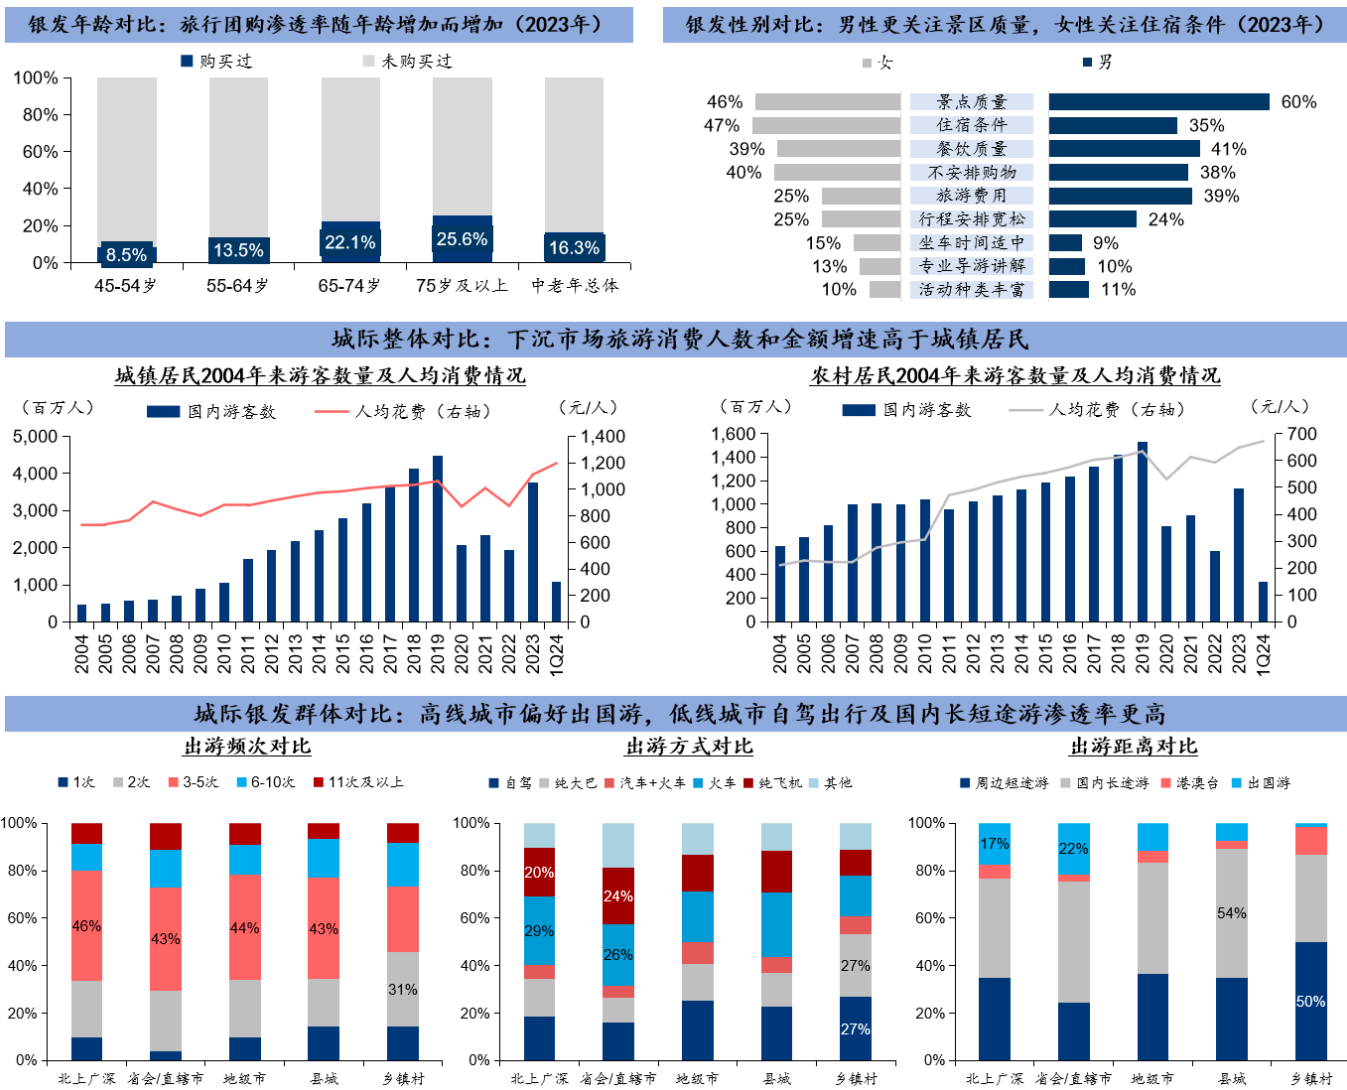 银发年龄对比：旅行团购渗透率随年龄增加而增加（2023年）
购买过 未购买过
100%
80%
60%
40%
20%
0%
8.5% 13.5% 22.1% 25.6% 16.3%
45-54岁 55-64岁 65-74岁 75岁及以上 中老年总体
银发性别对比：男性更关注景区质量，女性关注住宿条件（2023年）
女 男
46% 景点质量 60%
47% 住宿条件 35%
39% 餐饮质量 41%
40% 不安排购物 38%
25% 旅游费用 39%
25% 行程安排宽松 24%
15% 坐车时间适中 9%
13% 专业导游讲解 10%
10% 活动种类丰富 11%
城际整体对比：下沉市场旅游消费人数和金额增速高于城镇居民
城镇居民2004年来游客数量及人均消费情况
（百万人） 国内游客数 人均花费（右轴） （元/人）
5,000 1,400
4,000 1,200
3,000 1,000
2,000 800
1,000 600
0 400
200
0
2004 2005 2006 2007 2008 2009 2010 2011 2012 2013 2014 2015 2016 2017 2018 2019 2020 2021 2022 2023 1Q24
农村居民2004年来游客数量及人均消费情况
（百万人） 国内游客数 人均花费（右轴） （元/人）
1,600 700
1,400 600
1,200 500
1,000 400
800 300
600 200
400 100
200 0
0
2004 2005 2006 2007 2008 2009 2010 2011 2012 2013 2014 2015 2016 2017 2018 2019 2020 2021 2022 2023 1Q24
城际银发群体对比：高线城市偏好出国游，低线城市自驾出行及国内长短途游渗透率更高
出游频次对比
1次 2次 3-5次 6-10次 11次及以上
100%
80%
60%
40%
20%
0%
46% 43% 44% 43% 31%
北上广深 省会/直辖市 地级市 县城 乡镇村
出游方式对比
自驾 纯大巴 汽车+火车 火车 纯飞机 其他
100%
80%
60%
40%
20%
0%
20% 24%
29% 26% 27%
27%
北上广深 省会/直辖市 地级市 县城 乡镇村
出游距离对比
周边短途游 国内长途游 港澳台 出国游
100%
80%
60%
40%
20%
0%
17% 22%
54%
50%
北上广深 省会/直辖市 地级市 县城 乡镇村